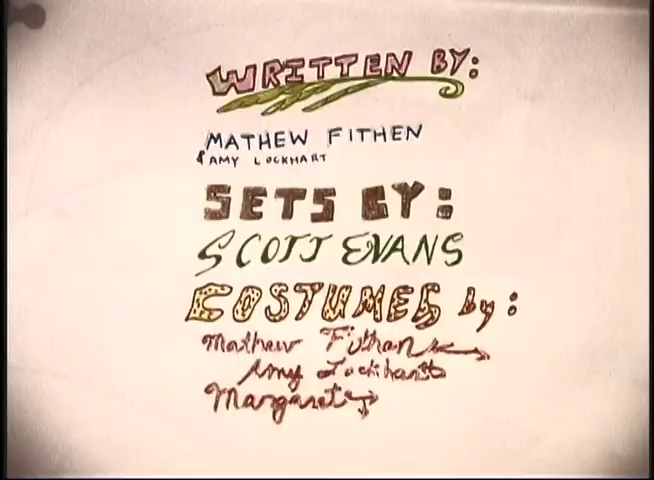 WRITTEN BY:
MATHEW FITHEN
& AMY LOCKHART
SETS BY:
SCOTT EVANS
COSTUMES by:
Mathew Fithen
Amy Lockhart
Margaret